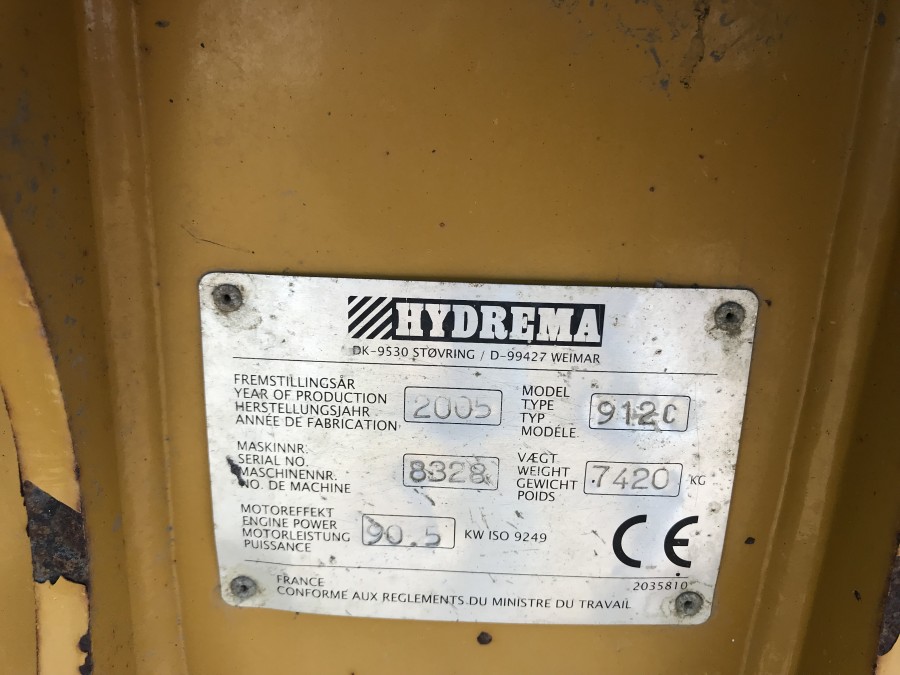 HYDREMA
DK-9530 STØVRING / D-99427 WEIMAR
FREMSTILLINGSÅR
YEAR OF PRODUCTION
HERSTELLUNGSJAHR
ANNÉE DE FABRICATION
2005
MODEL
TYPE
TYP
MODÉLE
912C
MASKINNR.
SERIAL NO.
MASCHINENNR.
NO. DE MACHINE
8328
VÆGT
WEIGHT
GEWICHT
POIDS
7420 KG
MOTOREFFEKT
ENGINE POWER
MOTORLEISTUNG
PUISSANCE
90.5 KW ISO 9249
CE
2035810
FRANCE
CONFORME AUX REGLEMENTS DU MINISTRE DU TRAVAIL